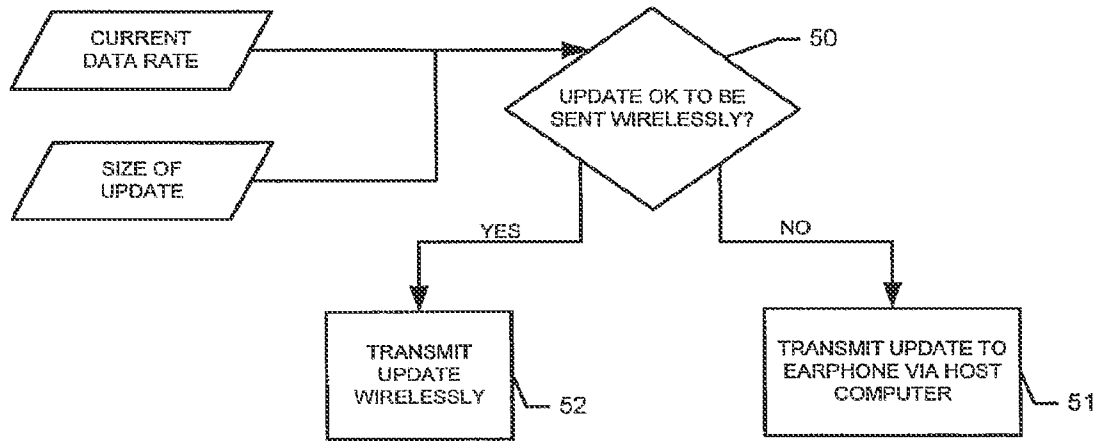 CURRENT
DATA RATE
50
UPDATE OK TO BE
SENT WIRELESSLY?
SIZE OF
UPDATE
YES
NO
TRANSMIT
UPDATE
WIRELESSLY
52
TRANSMIT UPDATE TO
EARPHONE VIA HOST
COMPUTER
51